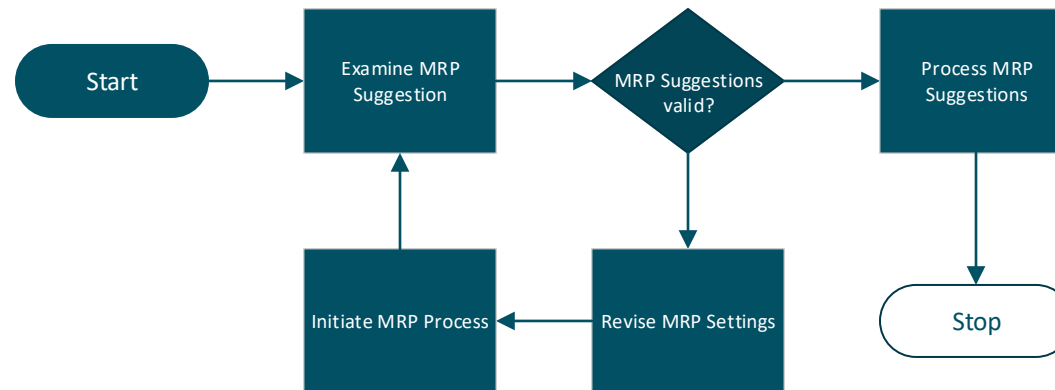 Start
Examine MRP
Suggestion
MRP Suggestions
valid?
Process MRP
Suggestions
Initiate MRP Process
Revise MRP Settings
Stop